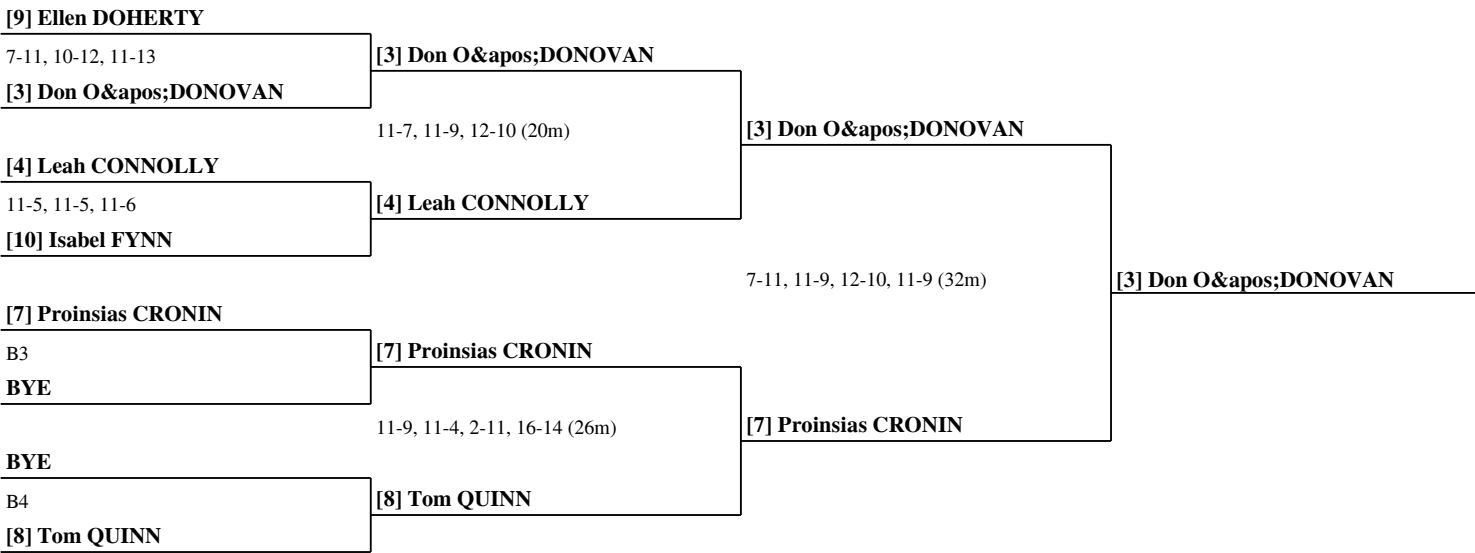 [9] Ellen DOHERTY
7-11, 10-12, 11-13
[3] Don O&apos;DONOVAN
[3] Don O&apos;DONOVAN
11-7, 11-9, 12-10 (20m)
[3] Don O&apos;DONOVAN
[4] Leah CONNOLLY
11-5, 11-5, 11-6
[4] Leah CONNOLLY
[10] Isabel FYNN
7-11, 11-9, 12-10, 11-9 (32m)
[3] Don O&apos;DONOVAN
[7] Proinsias CRONIN
B3
[7] Proinsias CRONIN
BYE
11-9, 11-4, 2-11, 16-14 (26m)
[7] Proinsias CRONIN
BYE
B4
[8] Tom QUINN
[8] Tom QUINN